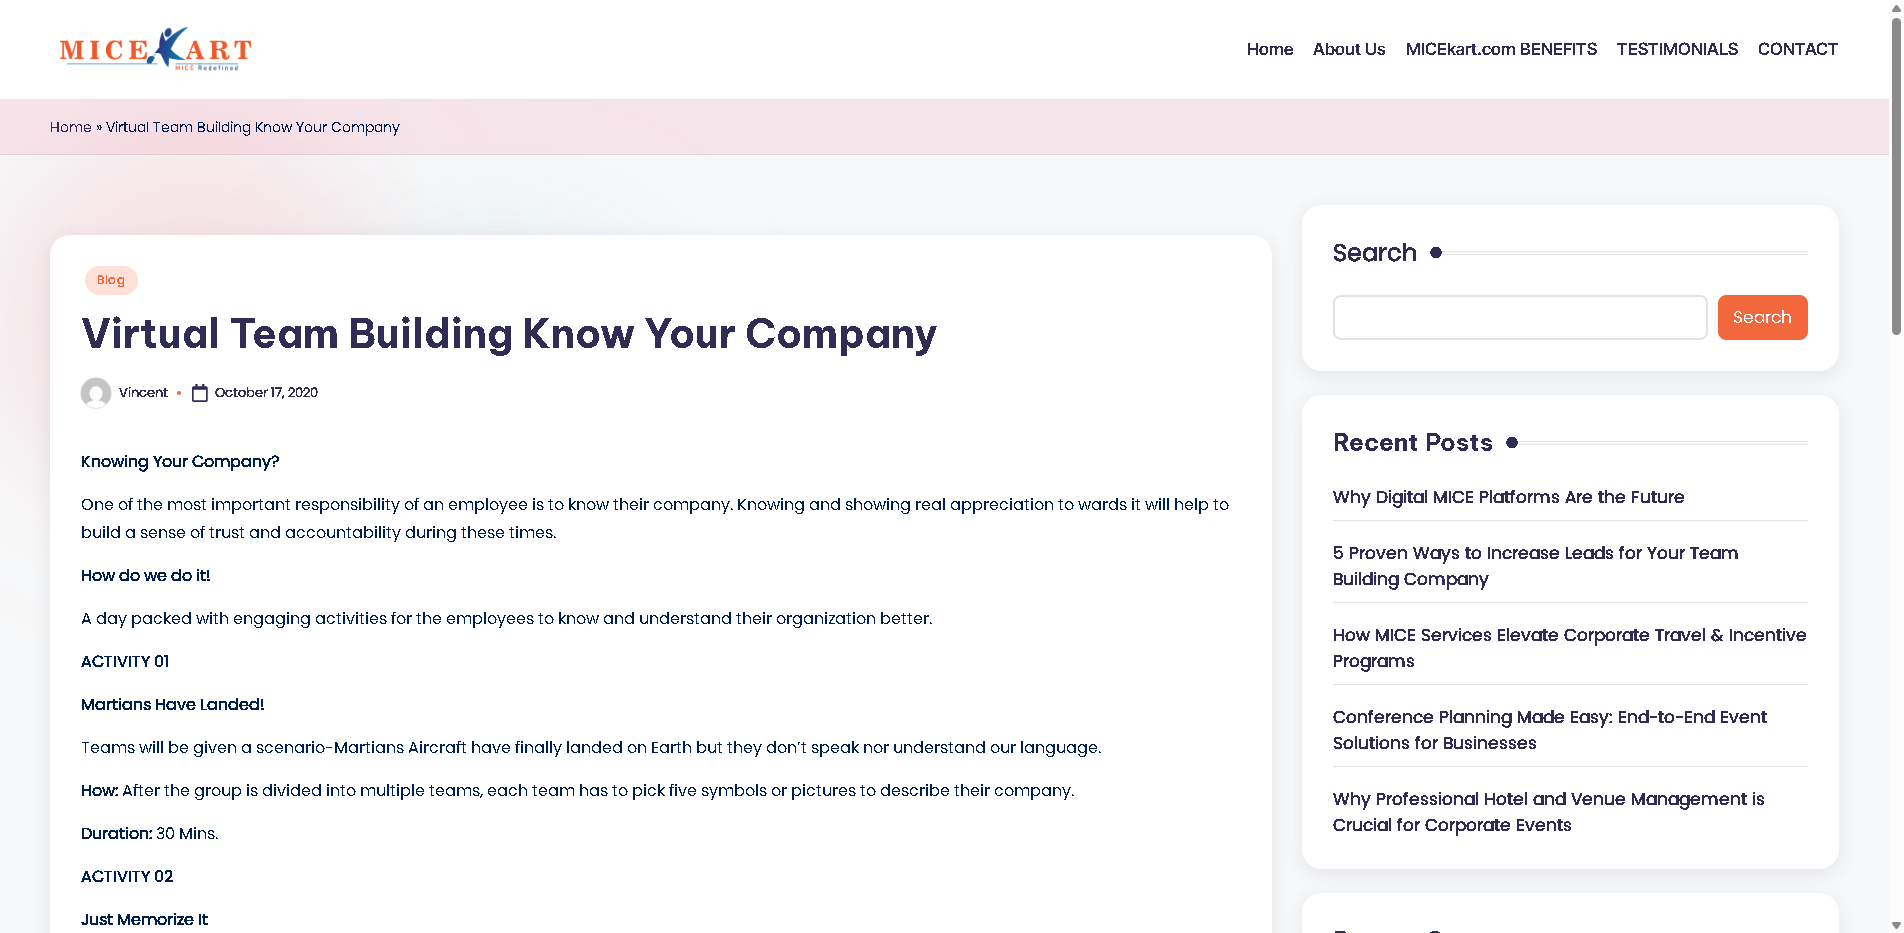 MICEKART
MICE Redefined
Home About Us MICEkart.com BENEFITS TESTIMONIALS CONTACT
Home » Virtual Team Building Know Your Company
Blog
Virtual Team Building Know Your Company
Vincent • October 17, 2020
Knowing Your Company?
One of the most important responsibility of an employee is to know their company. Knowing and showing real appreciation to wards it will help to
build a sense of trust and accountability during these times.
How do we do it!
A day packed with engaging activities for the employees to know and understand their organization better.
ACTIVITY 01
Martians Have Landed!
Teams will be given a scenario-Martians Aircraft have finally landed on Earth but they don’t speak nor understand our language.
How: After the group is divided into multiple teams, each team has to pick five symbols or pictures to describe their company.
Duration: 30 Mins.
ACTIVITY 02
Just Memorize It
Search
Search
Recent Posts
Why Digital MICE Platforms Are the Future
5 Proven Ways to Increase Leads for Your Team
Building Company
How MICE Services Elevate Corporate Travel & Incentive
Programs
Conference Planning Made Easy: End-to-End Event
Solutions for Businesses
Why Professional Hotel and Venue Management is
Crucial for Corporate Events